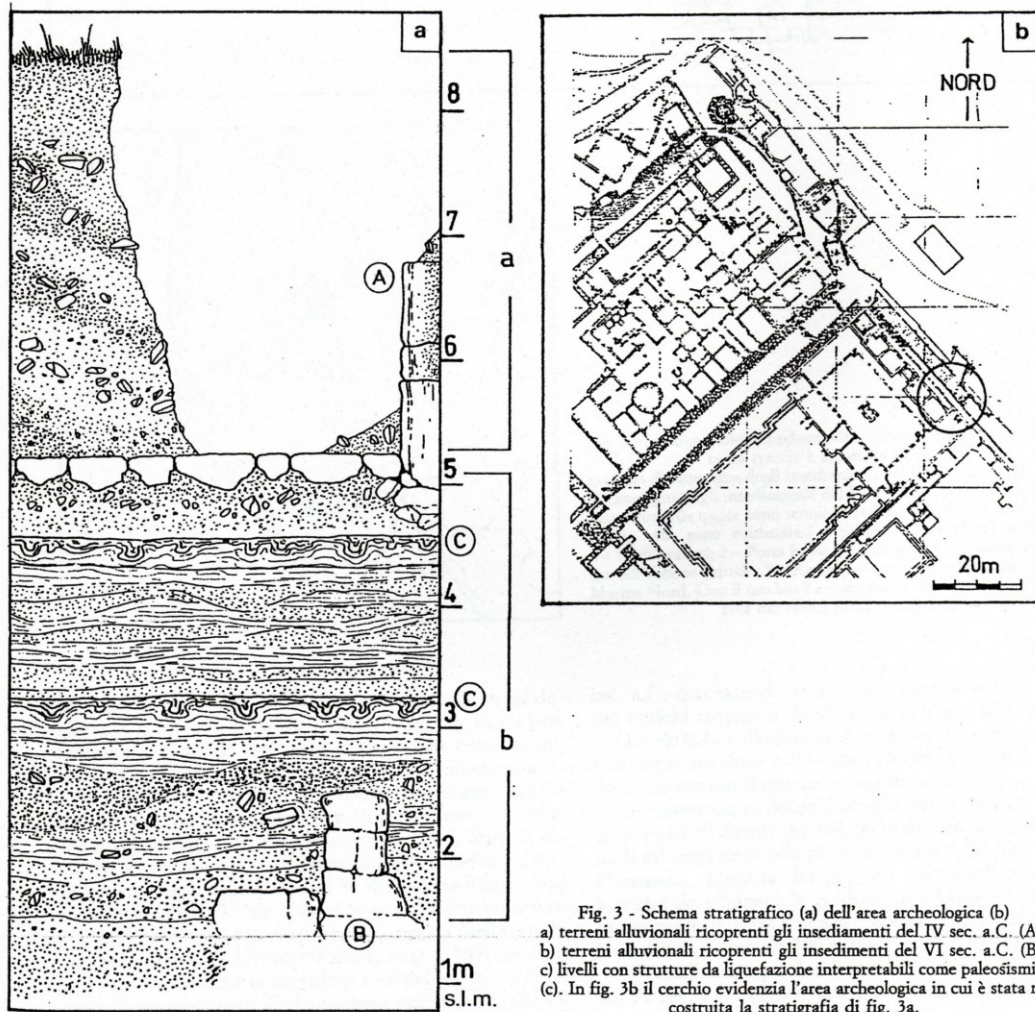 a
8
7
6
5
4
3
2
1m
s.l.m.
a
b
A
C
C
B
b
NORD
20m
Fig. 3 - Schema stratigrafico (a) dell'area archeologica (b)
a) terreni alluvionali ricoprenti gli insediamenti del IV sec. a.C. (A
b) terreni alluvionali ricoprenti gli insedimenti del VI sec. a.C. (B
c) livelli con strutture da liquefazione interpretabili come paleosismi
(c). In fig. 3b il cerchio evidenzia l'area archeologica in cui è stata ri
costruita la stratigrafia di fig. 3a.